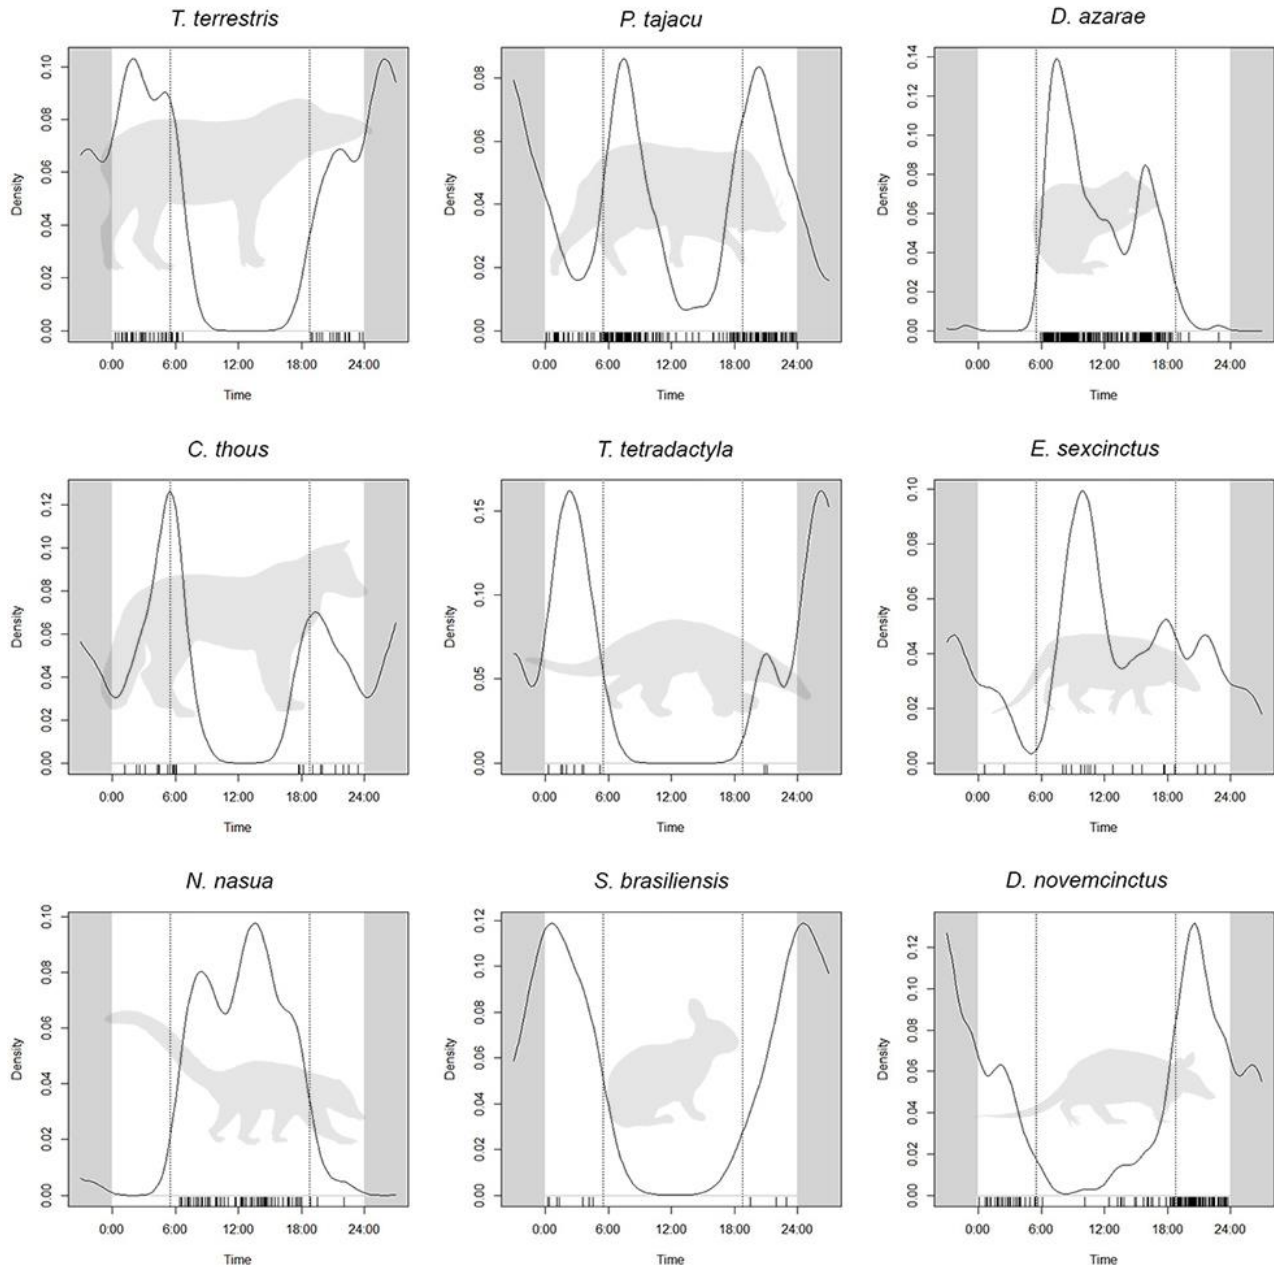 T. terrestris
P. tajacu
D. azarae
Density
0.00 0.02 0.04 0.06 0.08 0.10
0:00 6:00 12:00 18:00 24:00
Time
Density
0.00 0.02 0.04 0.06 0.08
0:00 6:00 12:00 18:00 24:00
Time
Density
0.00 0.02 0.04 0.06 0.08 0.10 0.12 0.14
0:00 6:00 12:00 18:00 24:00
Time
C. thous
T. tetradactyla
E. sexcinctus
Density
0.00 0.02 0.04 0.06 0.08 0.10 0.12
0:00 6:00 12:00 18:00 24:00
Time
Density
0.00 0.05 0.10 0.15
0:00 6:00 12:00 18:00 24:00
Time
Density
0.00 0.02 0.04 0.06 0.08 0.10
0:00 6:00 12:00 18:00 24:00
Time
N. nasua
S. brasiliensis
D. novemcinctus
Density
0.00 0.02 0.04 0.06 0.08 0.10
0:00 6:00 12:00 18:00 24:00
Time
Density
0.00 0.02 0.04 0.06 0.08 0.10 0.12
0:00 6:00 12:00 18:00 24:00
Time
Density
0.00 0.02 0.04 0.06 0.08 0.10 0.12
0:00 6:00 12:00 18:00 24:00
Time